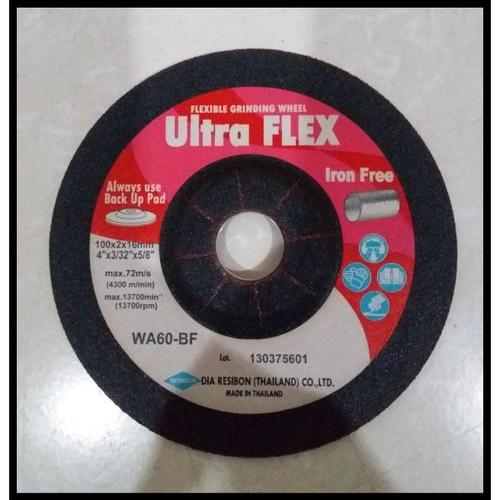 FLEXIBLE GRINDING WHEEL
Ultra FLEX
Iron Free
Always use
Back Up Pad
100x2x16mm
4"x3/32"x5/8"
max.72m/s
(4300 m/min)
max.13700min⁻¹
(13700rpm)
WA60-BF
Lot. 130375601
RESIBON
DIA RESIBON (THAILAND) CO.,LTD.
MADE IN THAILAND